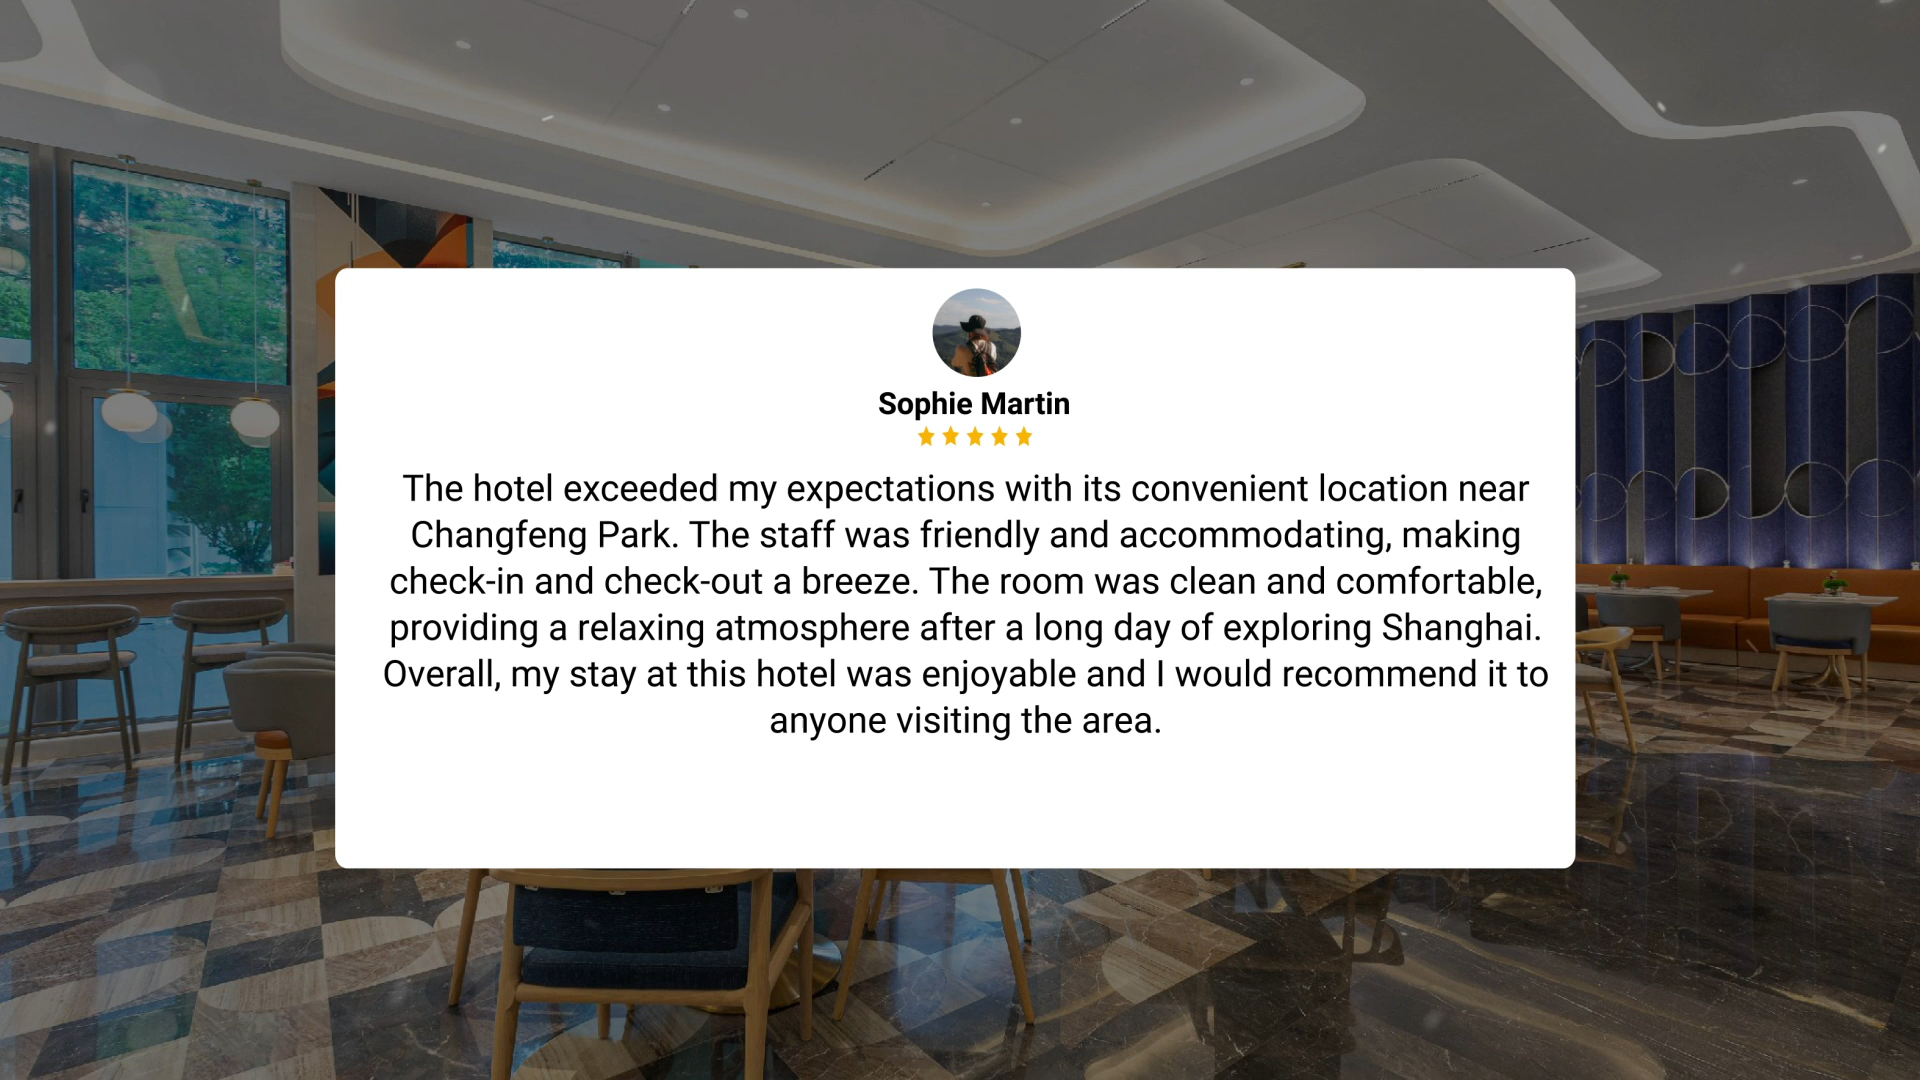 Sophie Martin
The hotel exceeded my expectations with its convenient location near
Changfeng Park. The staff was friendly and accommodating, making
check-in and check-out a breeze. The room was clean and comfortable,
providing a relaxing atmosphere after a long day of exploring Shanghai.
Overall, my stay at this hotel was enjoyable and I would recommend it to
anyone visiting the area.